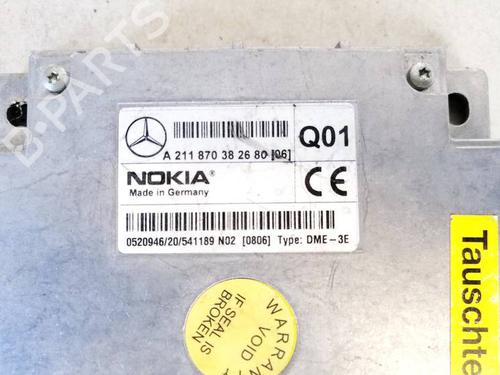 A 211 870 38 26 80 [06]
Q01
NOKIA®
Made in Germany
CE
0520946/20/541189 N02 [0806] Type: DME-3E
WARRANTY
VOID
IF SEAL IS
BROKEN
Tauschte
B-PARTS